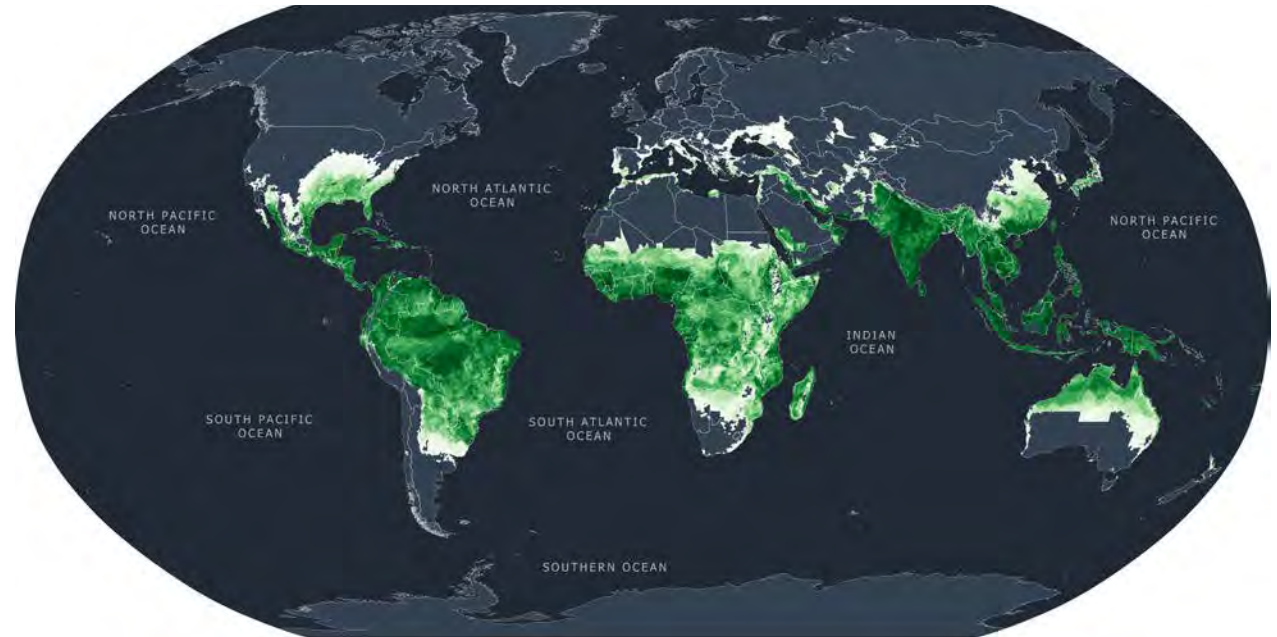 NORTH ATLANTIC
OCEAN
NORTH PACIFIC
OCEAN
NORTH PACIFIC
OCEAN
INDIAN
OCEAN
SOUTH PACIFIC
OCEAN
SOUTH ATLANTIC
OCEAN
SOUTHERN OCEAN